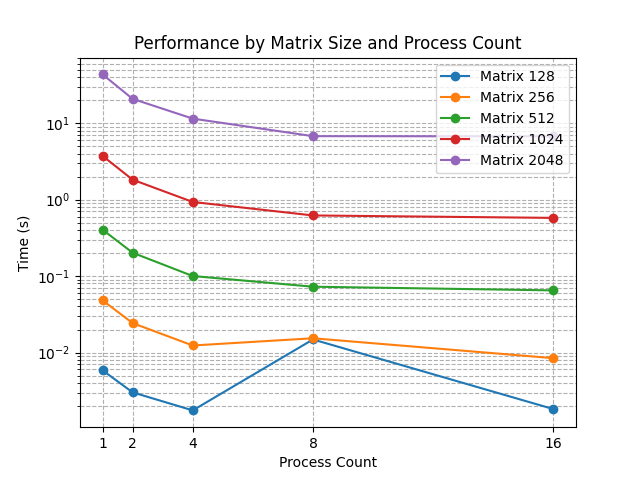 Performance by Matrix Size and Process Count
Matrix 128
Matrix 256
Matrix 512
Matrix 1024
Matrix 2048
Time (s)
10¹
10⁰
10⁻¹
10⁻²
1 2 4 8 16
Process Count